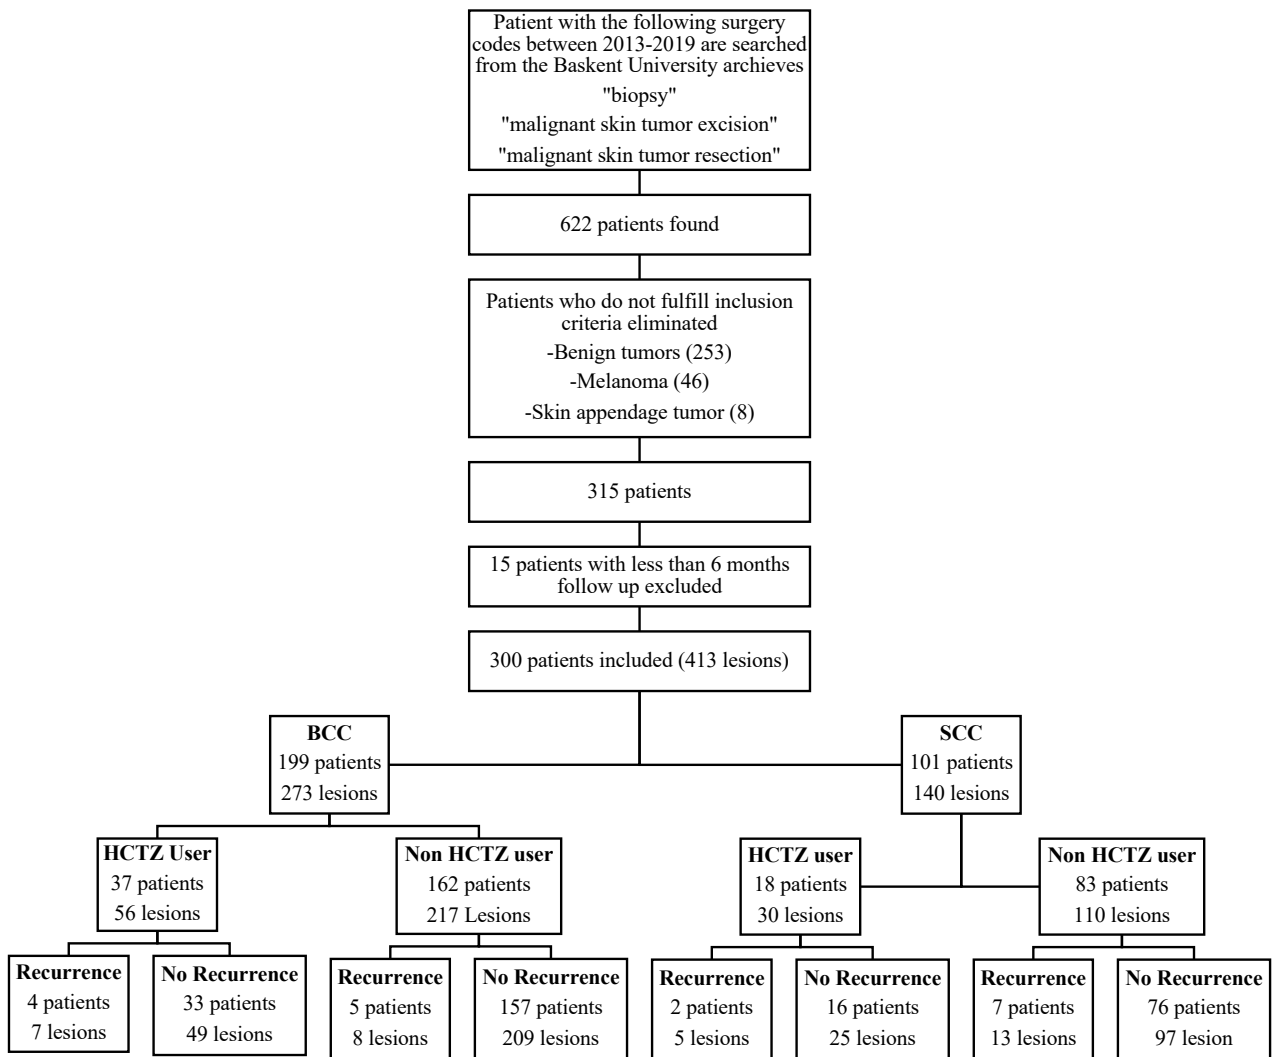 Patient with the following surgery
codes between 2013-2019 are searched
from the Baskent University archieves
"biopsy"
"malignant skin tumor excision"
"malignant skin tumor resection"
622 patients found
Patients who do not fulfill inclusion
criteria eliminated
-Benign tumors (253)
-Melanoma (46)
-Skin appendage tumor (8)
315 patients
15 patients with less than 6 months
follow up excluded
300 patients included (413 lesions)
BCC
199 patients
273 lesions
SCC
101 patients
140 lesions
HCTZ User
37 patients
56 lesions
Non HCTZ user
162 patients
217 Lesions
HCTZ user
18 patients
30 lesions
Non HCTZ user
83 patients
110 lesions
Recurrence
4 patients
7 lesions
No Recurrence
33 patients
49 lesions
Recurrence
5 patients
8 lesions
No Recurrence
157 patients
209 lesions
Recurrence
2 patients
5 lesions
No Recurrence
16 patients
25 lesions
Recurrence
7 patients
13 lesions
No Recurrence
76 patients
97 lesion